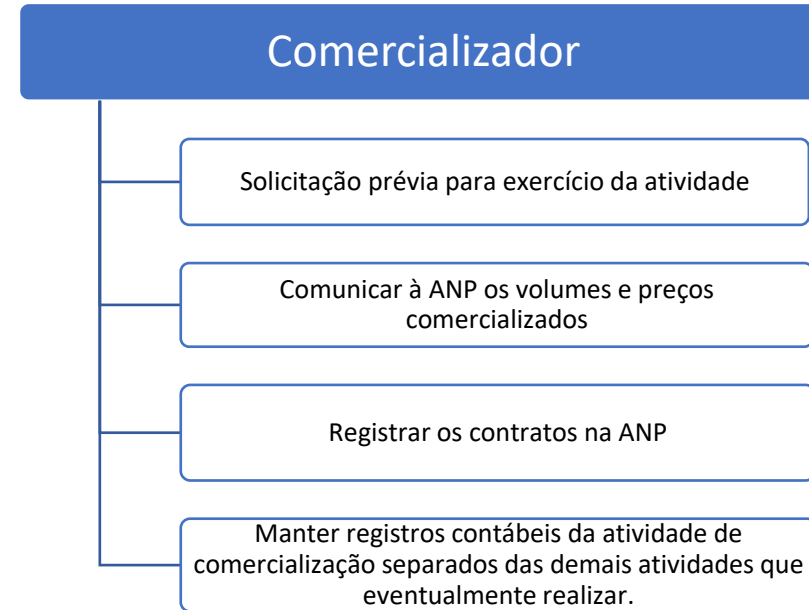 Comercializador
Solicitação prévia para exercício da atividade
Comunicar à ANP os volumes e preços
comercializados
Registrar os contratos na ANP
Manter registros contábeis da atividade de
comercialização separados das demais atividades que
eventualmente realizar.